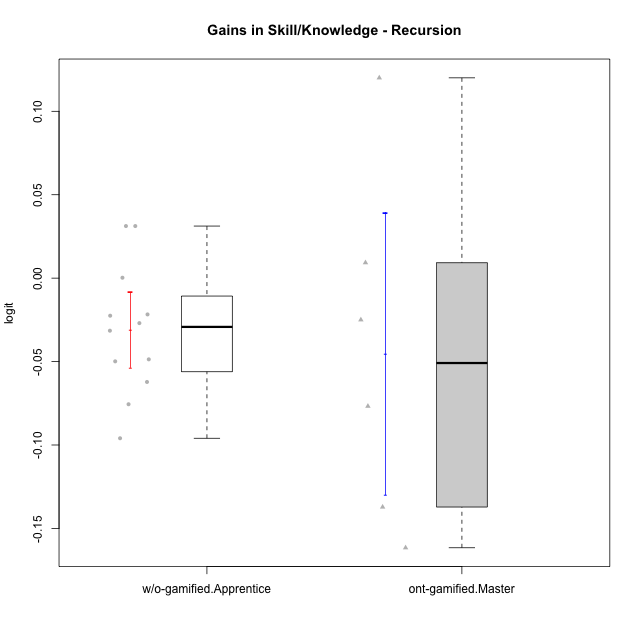 Gains in Skill/Knowledge - Recursion
logit
0.10
0.05
0.00
-0.05
-0.10
-0.15
w/o-gamified.Apprentice
ont-gamified.Master